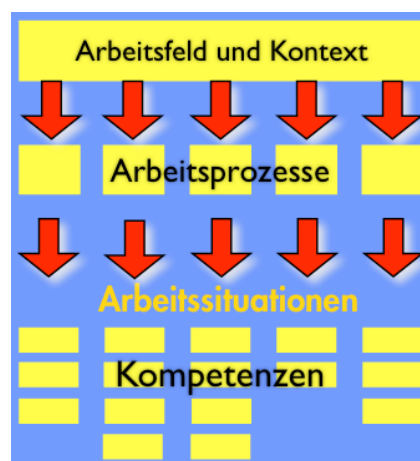 Arbeitsfeld und Kontext
Arbeitsprozesse
Arbeitssituationen
Kompetenzen